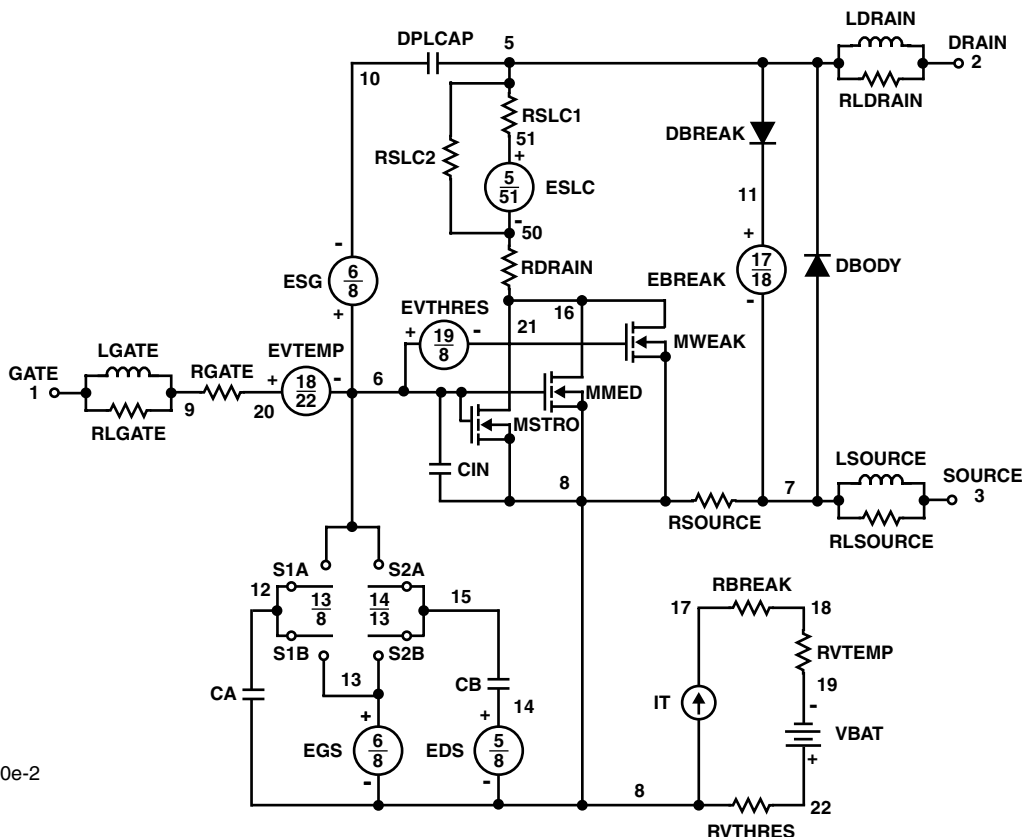 LDRAIN
DPLCAP
5
DRAIN
2
10
RLDRAIN
RSLC1
51
DBREAK
RSLC2
+
5
51
ESLC
11
-
50
-
+
17
18
DBODY
EBREAK
-
RDRAIN
ESG
6
8
+
EVTHRES
+
19
8
-
16
21
MWEAK
LGATE
RGATE
EVTEMP
GATE
1
+
18
22
-
6
MMED
9
20
MSTRO
RLGATE
CIN
LSOURCE
SOURCE
3
8
7
RSOURCE
RLSOURCE
S1A
S2A
12
13
8
14
13
15
S1B
S2B
RBREAK
17
18
RVTEMP
13
CB
19
CA
14
IT
-
VBAT
+
+
+
EGS
6
8
EDS
5
8
-
-
0e-2
8
22
RVTHRES